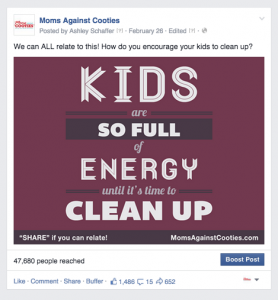 Moms Against Cooties
Posted by Ashley Schaffer [?] · February 26 · Edited [?] ·
We can ALL relate to this! How do you encourage your kids to clean up?
KIDS
are
SO FULL
of
ENERGY
until it's time to
CLEAN UP
"SHARE" if you can relate! MomsAgainstCooties.com
47,680 people reached Boost Post
Like · Comment · Share · Buffer · 1,486 15 652